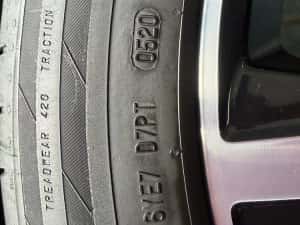 TREADWEAR 420 TRACTION
6YE7 D7PT 0520